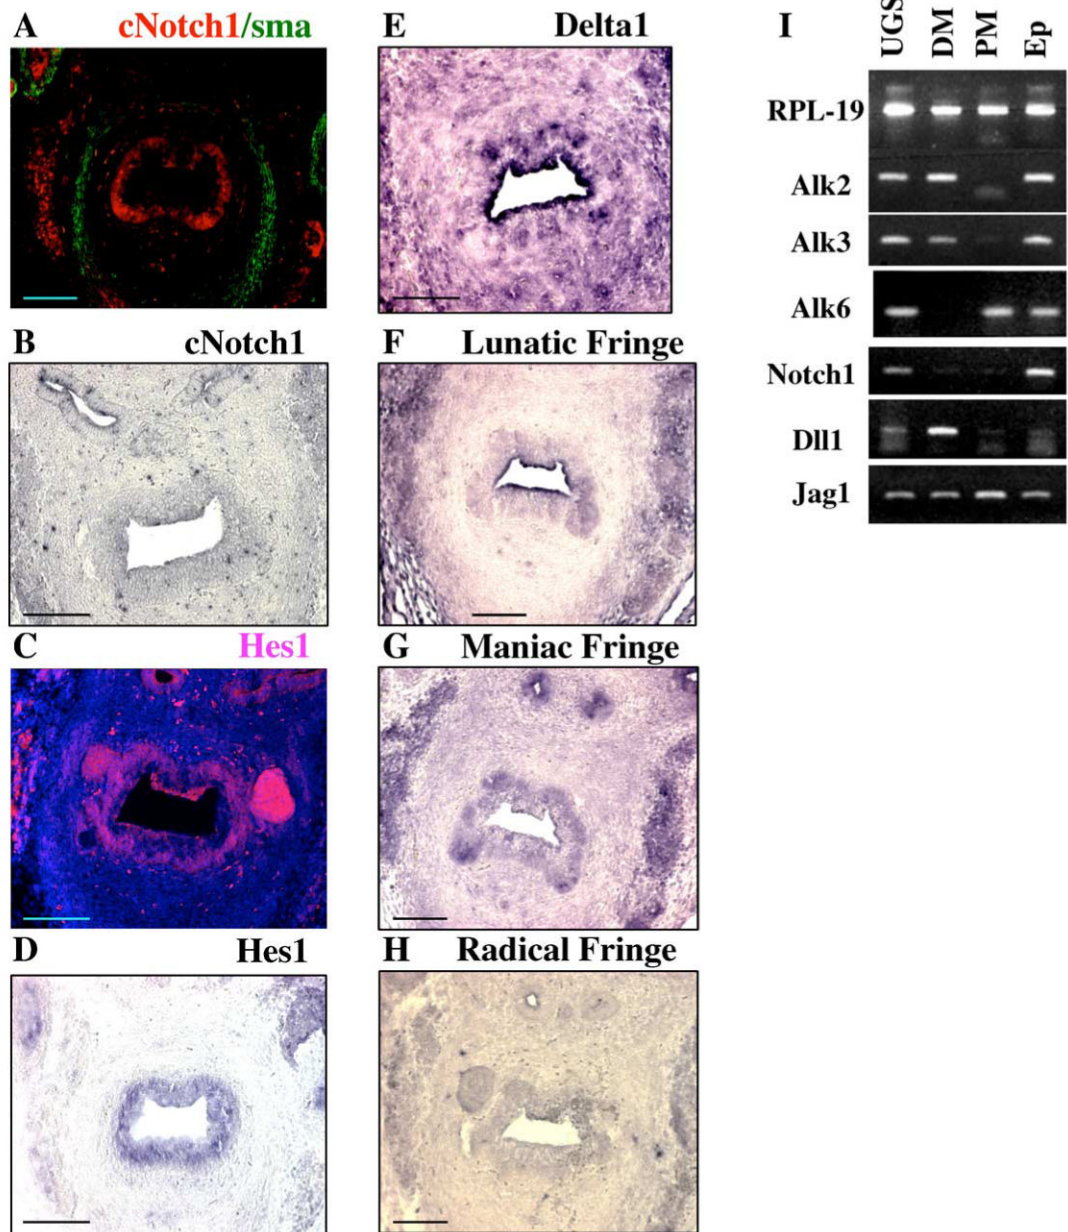 A cNotch1/sma
B cNotch1
C Hes1
D Hes1
E Delta1
F Lunatic Fringe
G Maniac Fringe
H Radical Fringe
I UGS DM PM Ep
RPL-19
Alk2
Alk3
Alk6
Notch1
Dll1
Jag1